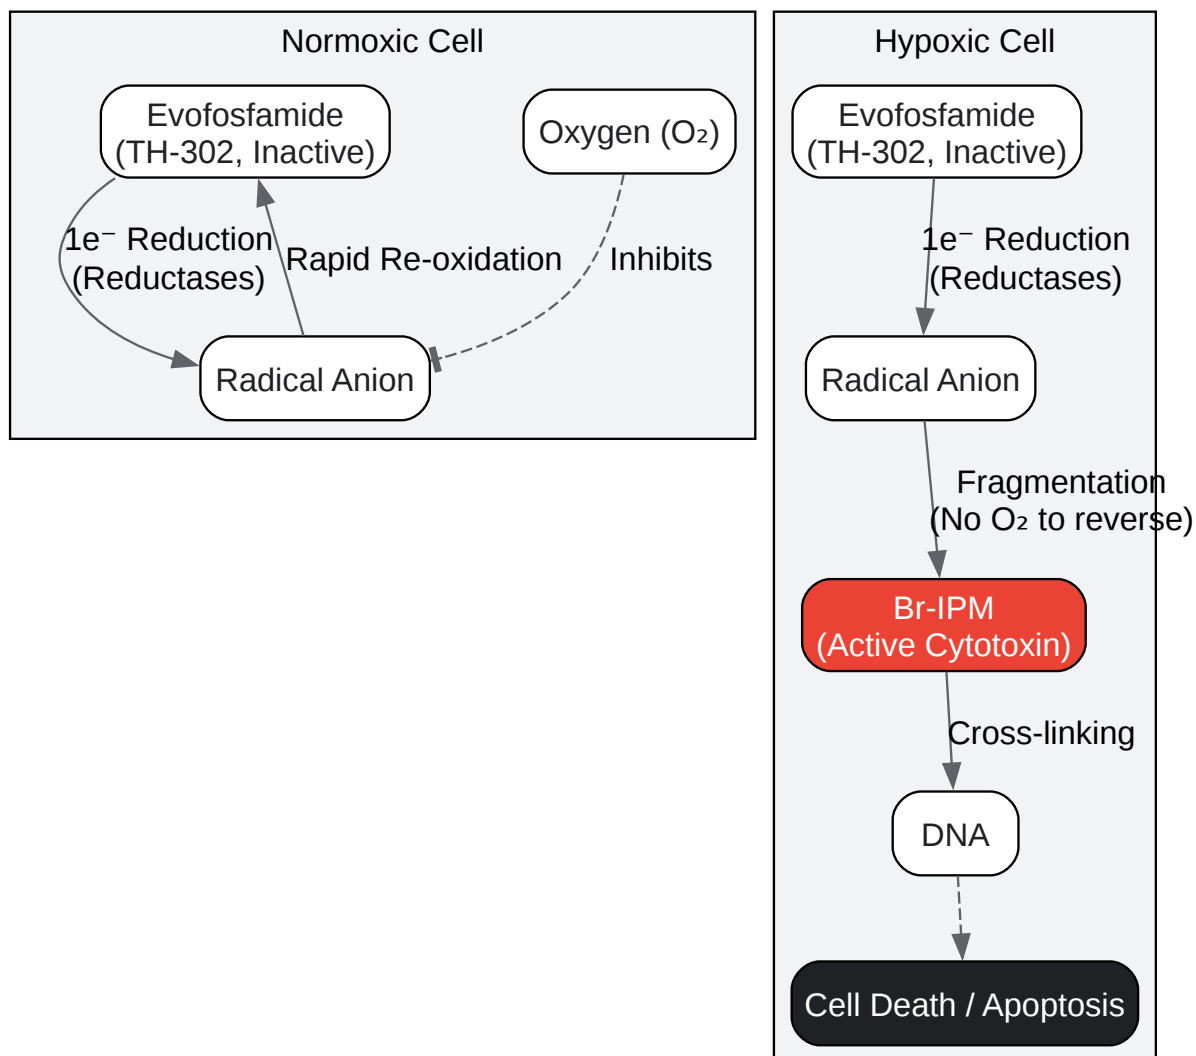 Normoxic Cell
Evofosfamide
(TH-302, Inactive)
Oxygen (O₂)
1e⁻ Reduction
(Reductases)
Rapid Re-oxidation
Inhibits
Radical Anion
Hypoxic Cell
Evofosfamide
(TH-302, Inactive)
1e⁻ Reduction
(Reductases)
Radical Anion
Fragmentation
(No O₂ to reverse)
Br-IPM
(Active Cytotoxin)
Cross-linking
DNA
Cell Death / Apoptosis